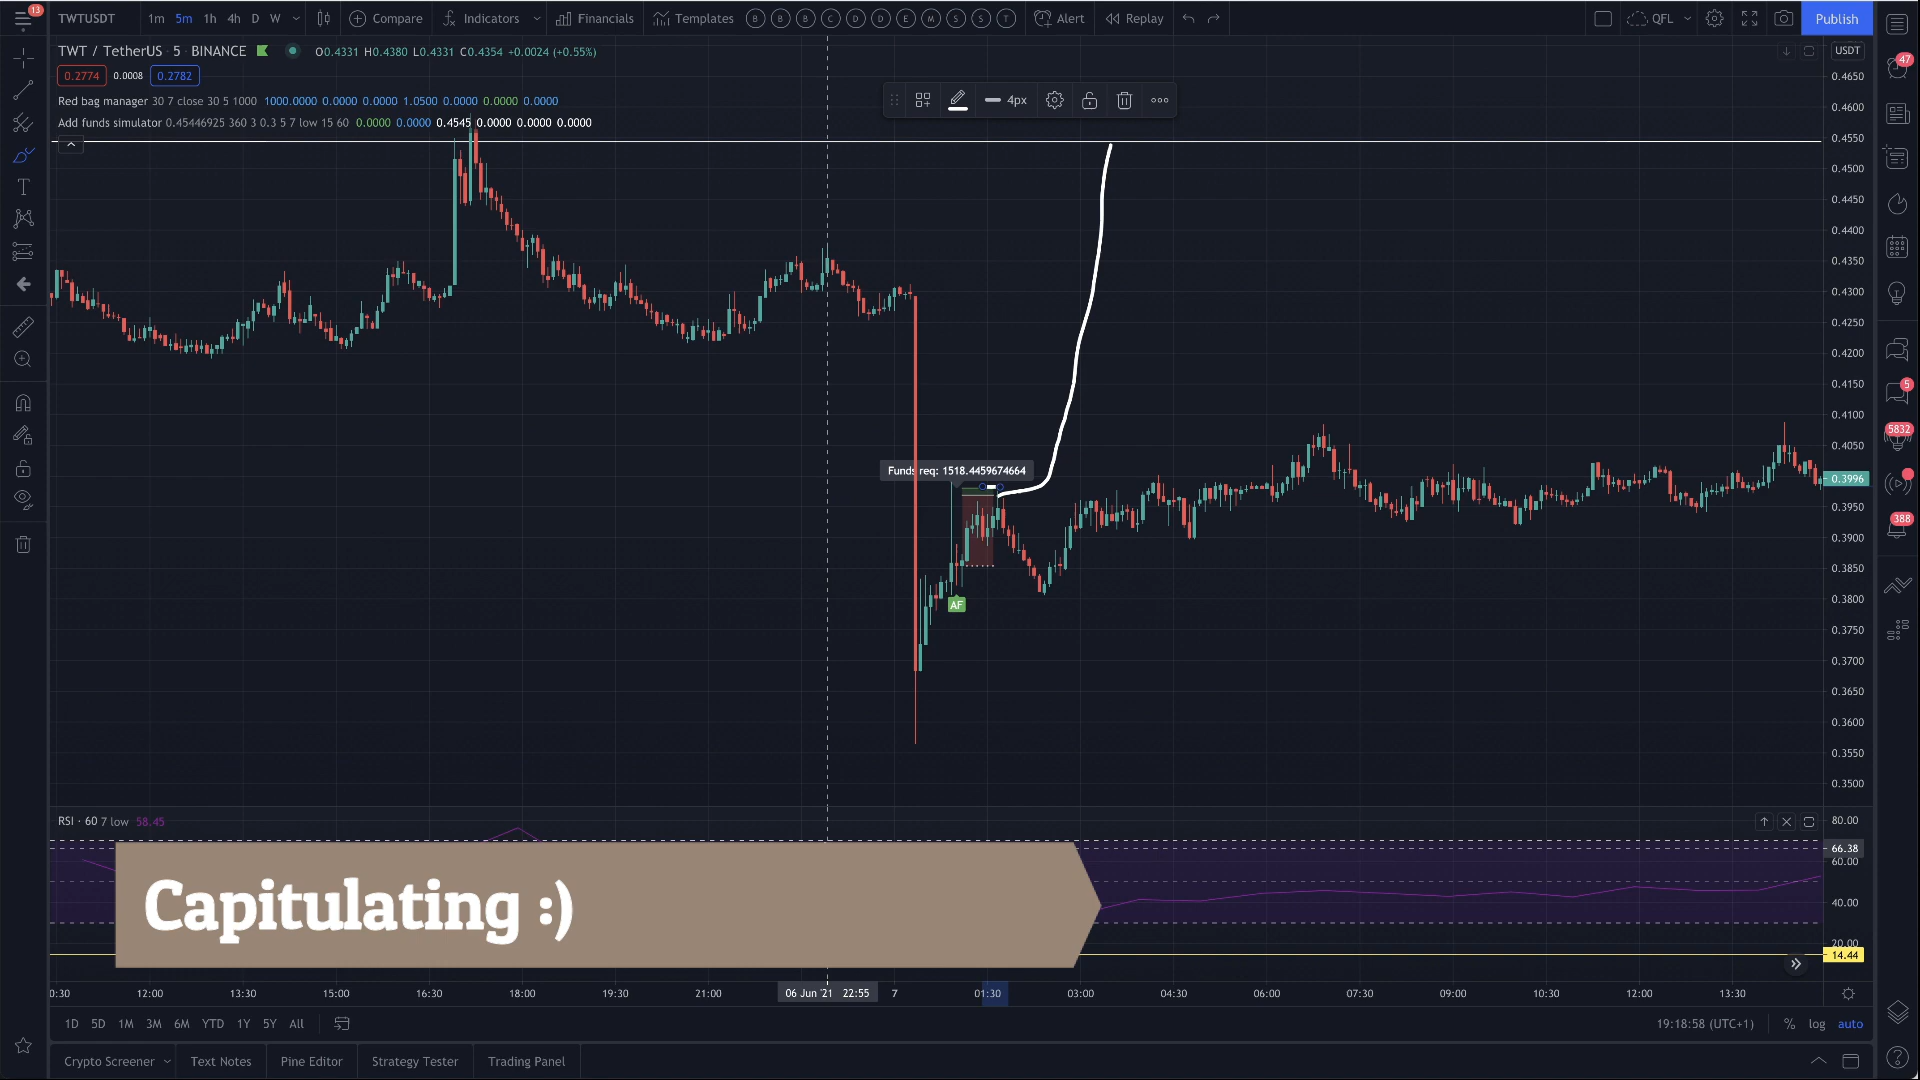 13
TWTUSDT 1m 5m 1h 4h D W Compare Indicators Financials Templates B B B C D D E M S S T Alert Replay QFL Publish
TWT / TetherUS · 5 · BINANCE O0.4331 H0.4380 L0.4331 C0.4354 +0.0024 (+0.55%)
0.2774 0.0008 0.2782
Red bag manager 30 7 close 30 5 1000 1000.0000 0.0000 0.0000 1.0500 0.0000 0.0000 0.0000
Add funds simulator 0.45446925 360 3 0.3 5 7 low 15 60 0.0000 0.0000 0.4545 0.0000 0.0000 0.0000
4px
USDT
0.4650
0.4600
0.4550
0.4500
0.4450
0.4400
0.4350
0.4300
0.4250
0.4200
0.4150
0.4100
0.4050
0.3996
0.3950
0.3900
0.3850
0.3800
0.3750
0.3700
0.3650
0.3600
0.3550
0.3500
47
5
5832
388
Funds req: 1518.4459674664
AF
RSI · 60 7 low 58.45
80.00
66.38
60.00
40.00
20.00
14.44
Capitulating :)
0:30 12:00 13:30 15:00 16:30 18:00 19:30 21:00 06 Jun '21 22:55 7 01:30 03:00 04:30 06:00 07:30 09:00 10:30 12:00 13:30
1D 5D 1M 3M 6M YTD 1Y 5Y All 19:18:58 (UTC+1) % log auto
Crypto Screener Text Notes Pine Editor Strategy Tester Trading Panel